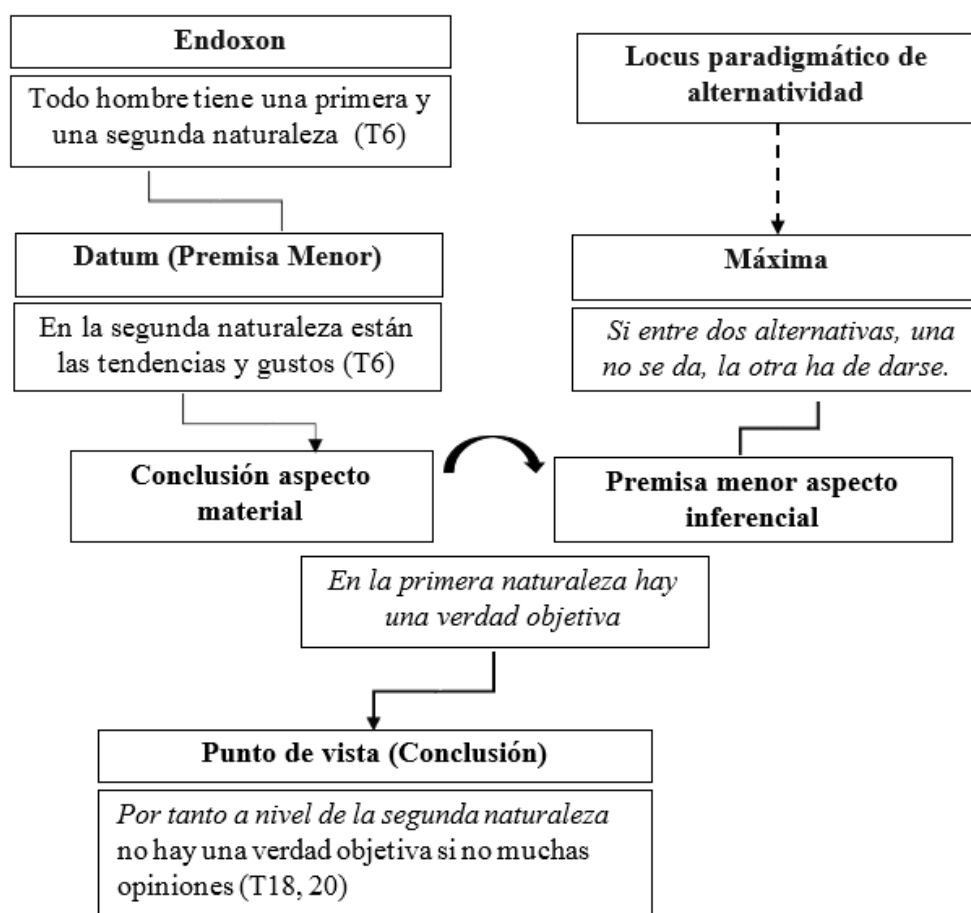 Endoxon
Todo hombre tiene una primera y
una segunda naturaleza (T6)
Locus paradigmático de
alternatividad
Datum (Premisa Menor)
En la segunda naturaleza están
las tendencias y gustos (T6)
Máxima
Si entre dos alternativas, una
no se da, la otra ha de darse.
Conclusión aspecto
material
Premisa menor aspecto
inferencial
En la primera naturaleza hay
una verdad objetiva
Punto de vista (Conclusión)
Por tanto a nivel de la segunda naturaleza
no hay una verdad objetiva si no muchas
opiniones (T18, 20)